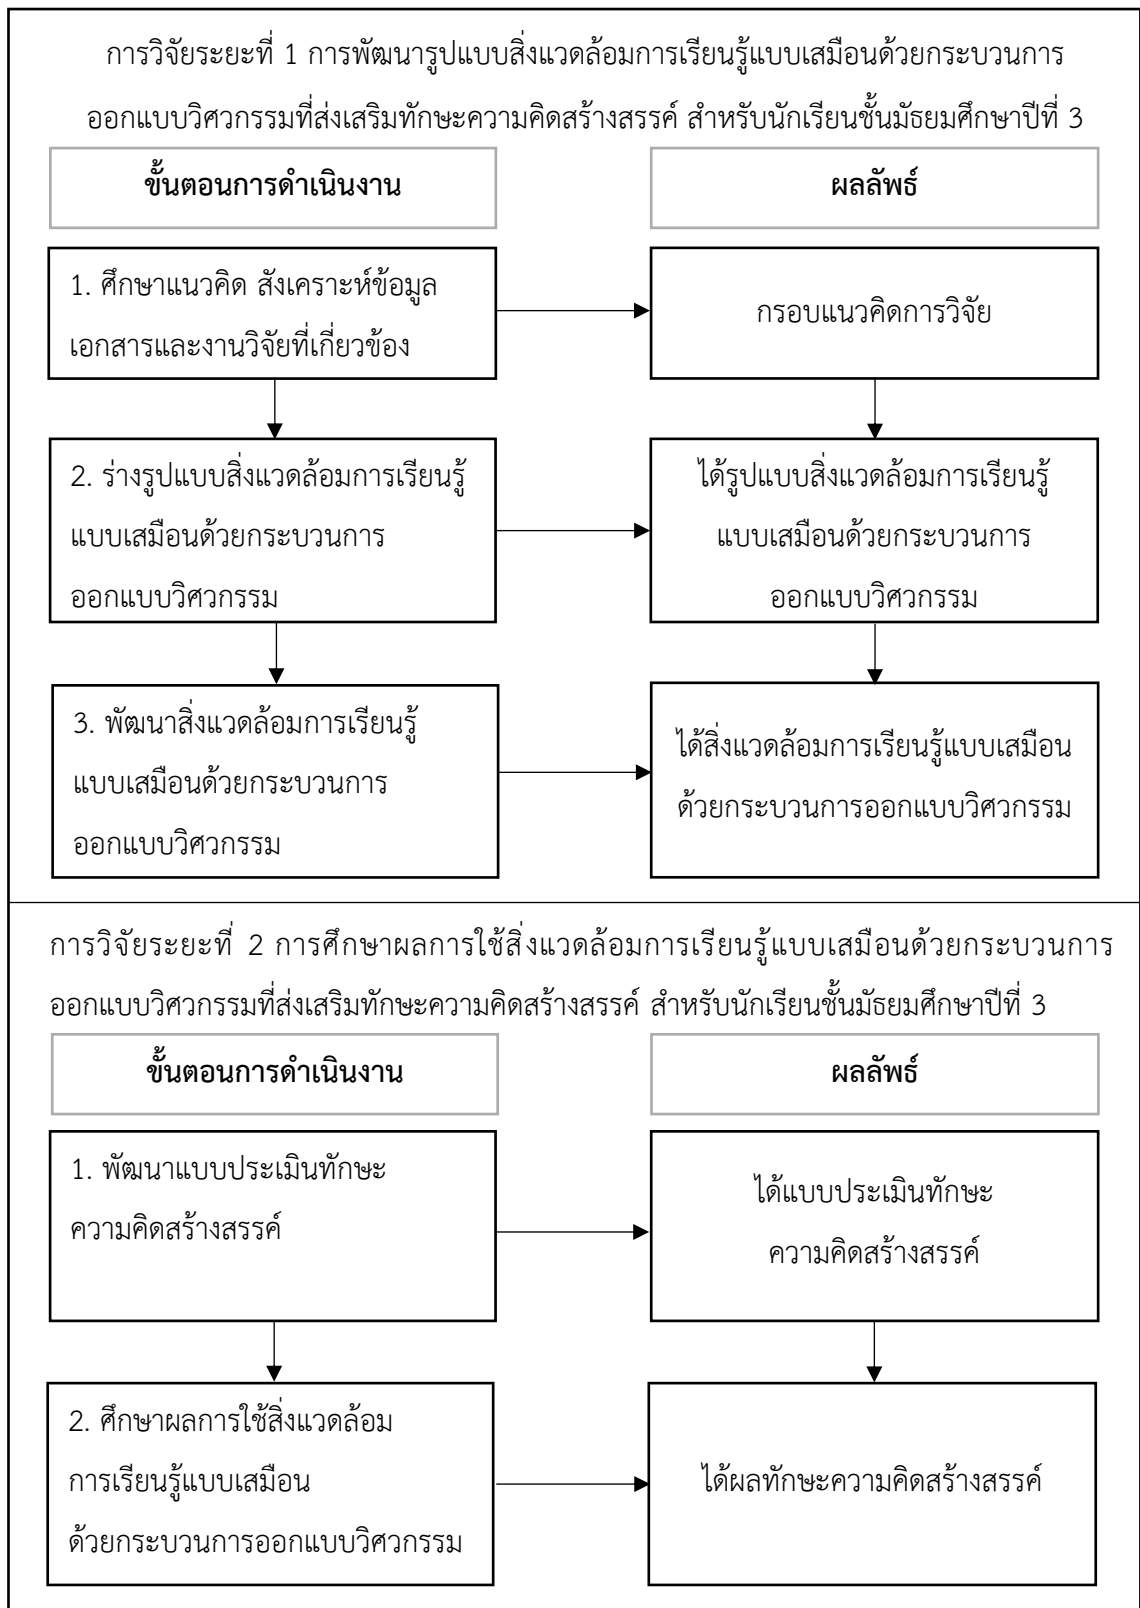 การวิจัยระยะที่ 1 การพัฒนารูปแบบสิ่งแวดล้อมการเรียนรู้แบบเสมือนด้วยกระบวนการ
ออกแบบวิศวกรรมที่ส่งเสริมทักษะความคิดสร้างสรรค์ สำหรับนักเรียนชั้นมัธยมศึกษาปีที่ 3
ขั้นตอนการดำเนินงาน
ผลลัพธ์
1. ศึกษาแนวคิด สังเคราะห์ข้อมูล
เอกสารและงานวิจัยที่เกี่ยวข้อง
กรอบแนวคิดการวิจัย
2. ร่างรูปแบบสิ่งแวดล้อมการเรียนรู้
แบบเสมือนด้วยกระบวนการ
ออกแบบวิศวกรรม
ได้รูปแบบสิ่งแวดล้อมการเรียนรู้
แบบเสมือนด้วยกระบวนการ
ออกแบบวิศวกรรม
3. พัฒนาสิ่งแวดล้อมการเรียนรู้
แบบเสมือนด้วยกระบวนการ
ออกแบบวิศวกรรม
ได้สิ่งแวดล้อมการเรียนรู้แบบเสมือน
ด้วยกระบวนการออกแบบวิศวกรรม
การวิจัยระยะที่ 2 การศึกษาผลการใช้สิ่งแวดล้อมการเรียนรู้แบบเสมือนด้วยกระบวนการ
ออกแบบวิศวกรรมที่ส่งเสริมทักษะความคิดสร้างสรรค์ สำหรับนักเรียนชั้นมัธยมศึกษาปีที่ 3
ขั้นตอนการดำเนินงาน
ผลลัพธ์
1. พัฒนาแบบประเมินทักษะ
ความคิดสร้างสรรค์
ได้แบบประเมินทักษะ
ความคิดสร้างสรรค์
2. ศึกษาผลการใช้สิ่งแวดล้อม
การเรียนรู้แบบเสมือน
ด้วยกระบวนการออกแบบวิศวกรรม
ได้ผลทักษะความคิดสร้างสรรค์